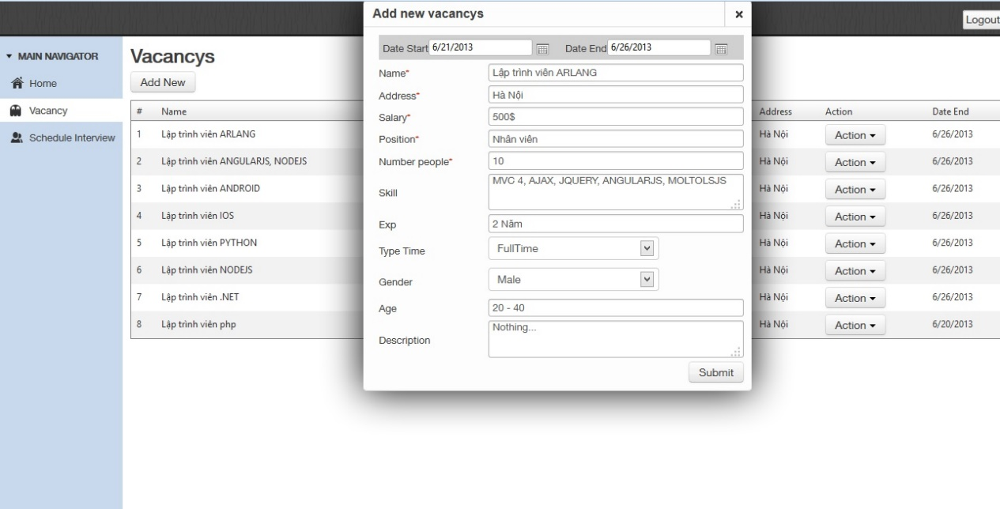 Add new vacancys
×
Logout
MAIN NAVIGATOR
Home
Vacancy
Schedule Interview
Vacancys
Add New
# Name Address Action Date End
1 Lập trình viên ARLANG Hà Nội Action 6/26/2013
2 Lập trình viên ANGULARJS, NODEJS Hà Nội Action 6/26/2013
3 Lập trình viên ANDROID Hà Nội Action 6/26/2013
4 Lập trình viên IOS Hà Nội Action 6/26/2013
5 Lập trình viên PYTHON Hà Nội Action 6/26/2013
6 Lập trình viên NODEJS Hà Nội Action 6/26/2013
7 Lập trình viên .NET Hà Nội Action 6/26/2013
8 Lập trình viên php Hà Nội Action 6/20/2013
Date Start 6/21/2013 Date End 6/26/2013
Name* Lập trình viên ARLANG
Address* Hà Nội
Salary* 500$
Position* Nhân viên
Number people* 10
Skill MVC 4, AJAX, JQUERY, ANGULARJS, MOLTOLSJS
Exp 2 Năm
Type Time FullTime
Gender Male
Age 20 - 40
Description Nothing...
Submit